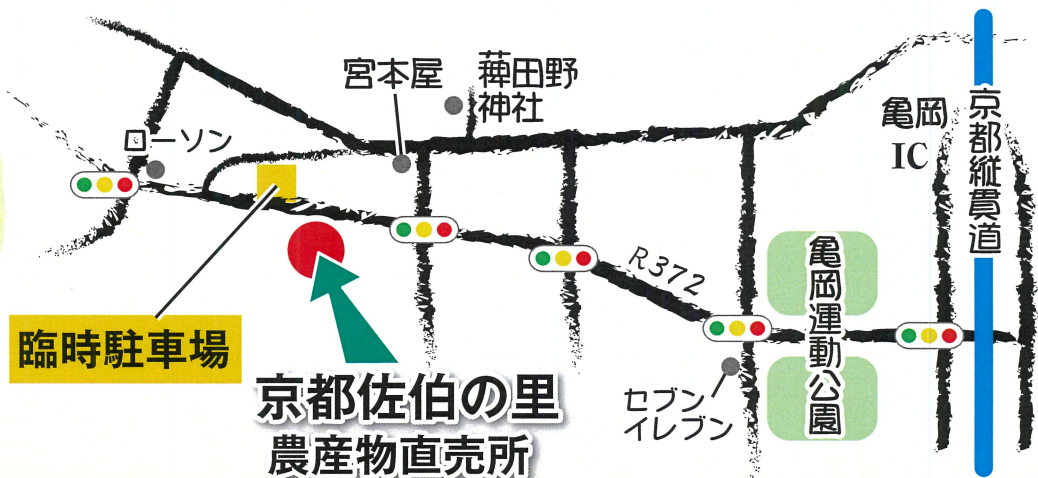 宮本屋
薭田野
神社
ローソン
亀岡
IC
京都縦貫道
R372
亀岡運動公園
臨時駐車場
セブン
イレブン
京都佐伯の里
農産物直売所